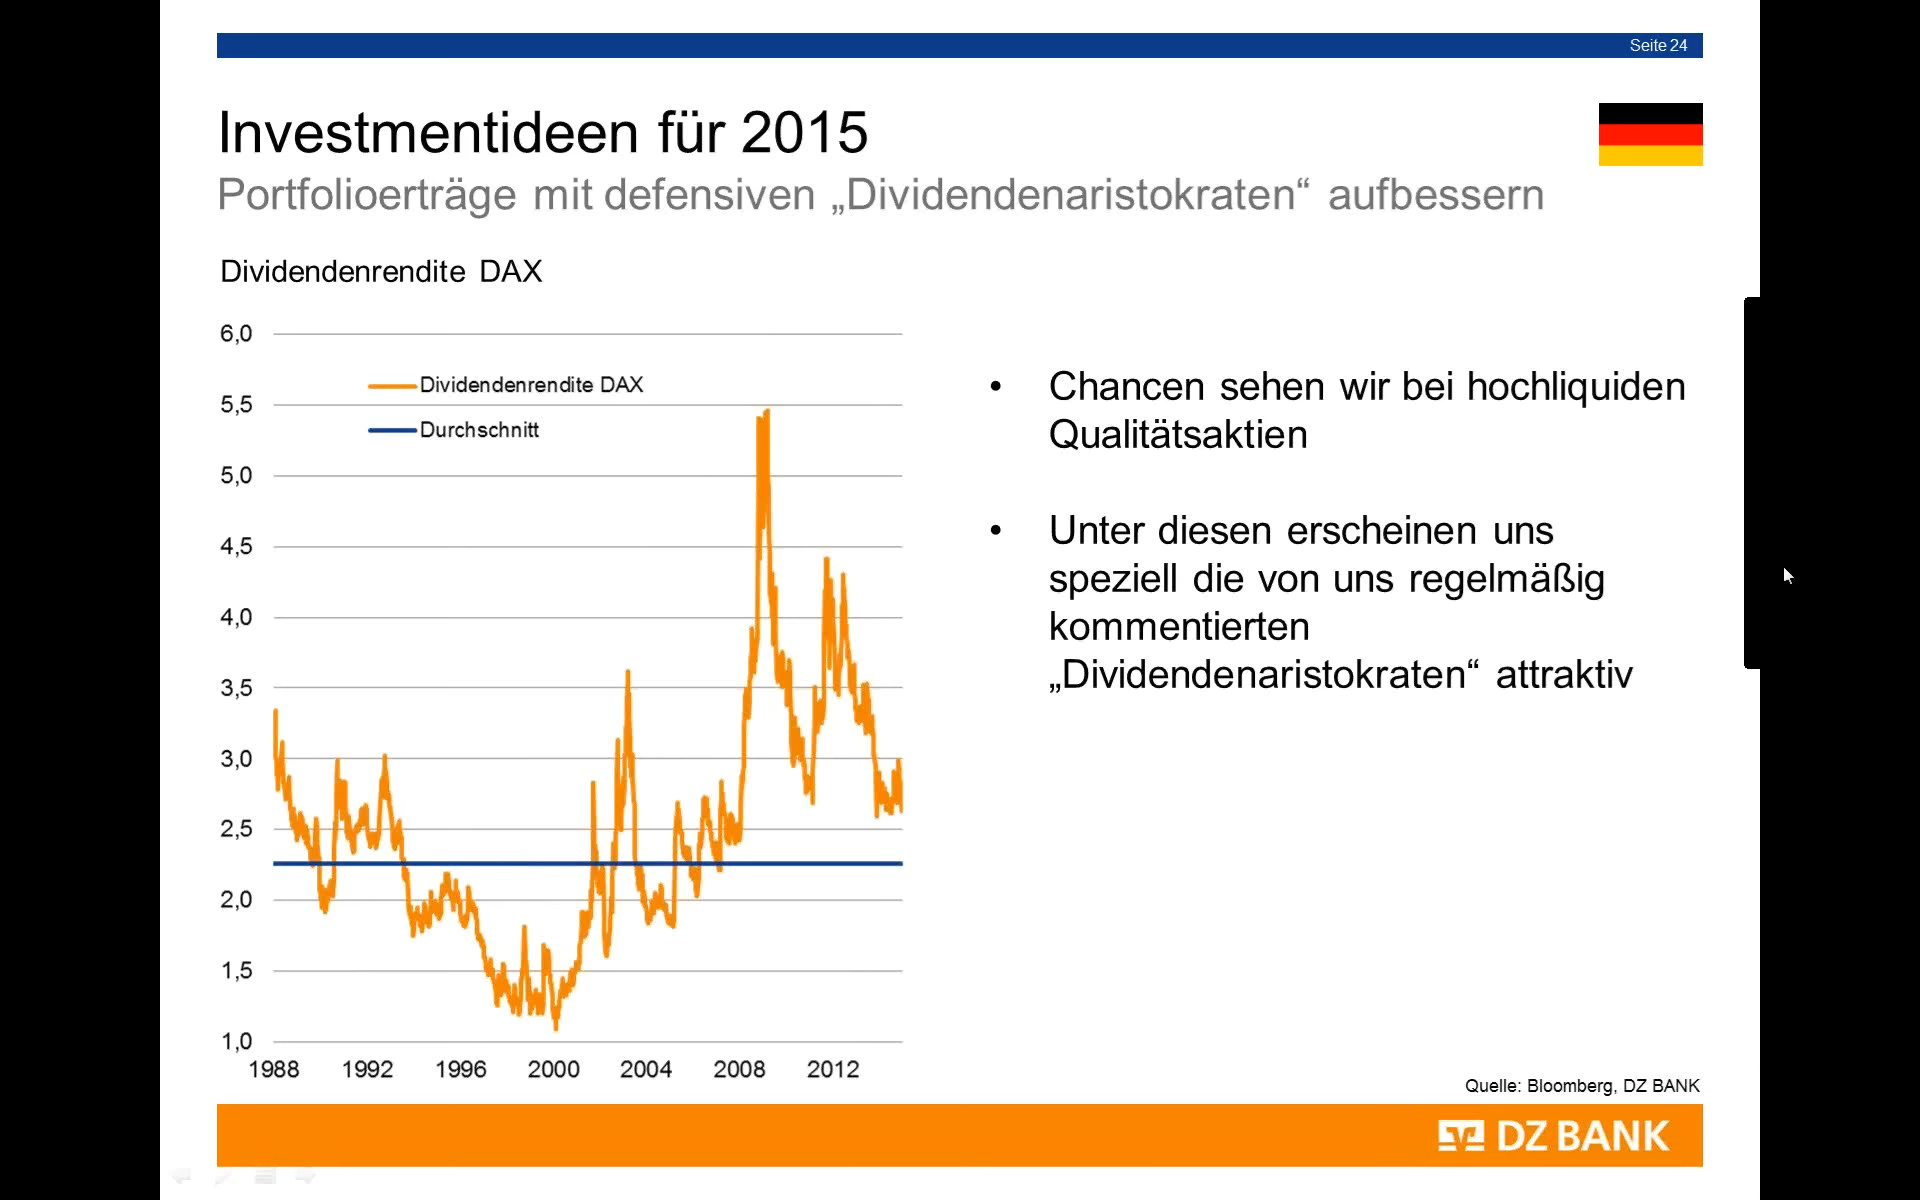 Seite 24
Investmentideen für 2015
Portfolioerträge mit defensiven „Dividendenaristokraten“ aufbessern
Dividendenrendite DAX
6,0
5,5
5,0
4,5
4,0
3,5
3,0
2,5
2,0
1,5
1,0
Dividendenrendite DAX
Durchschnitt
1988 1992 1996 2000 2004 2008 2012
• Chancen sehen wir bei hochliquiden
Qualitätsaktien
• Unter diesen erscheinen uns
speziell die von uns regelmäßig
kommentierten
„Dividendenaristokraten“ attraktiv
Quelle: Bloomberg, DZ BANK
DZ BANK